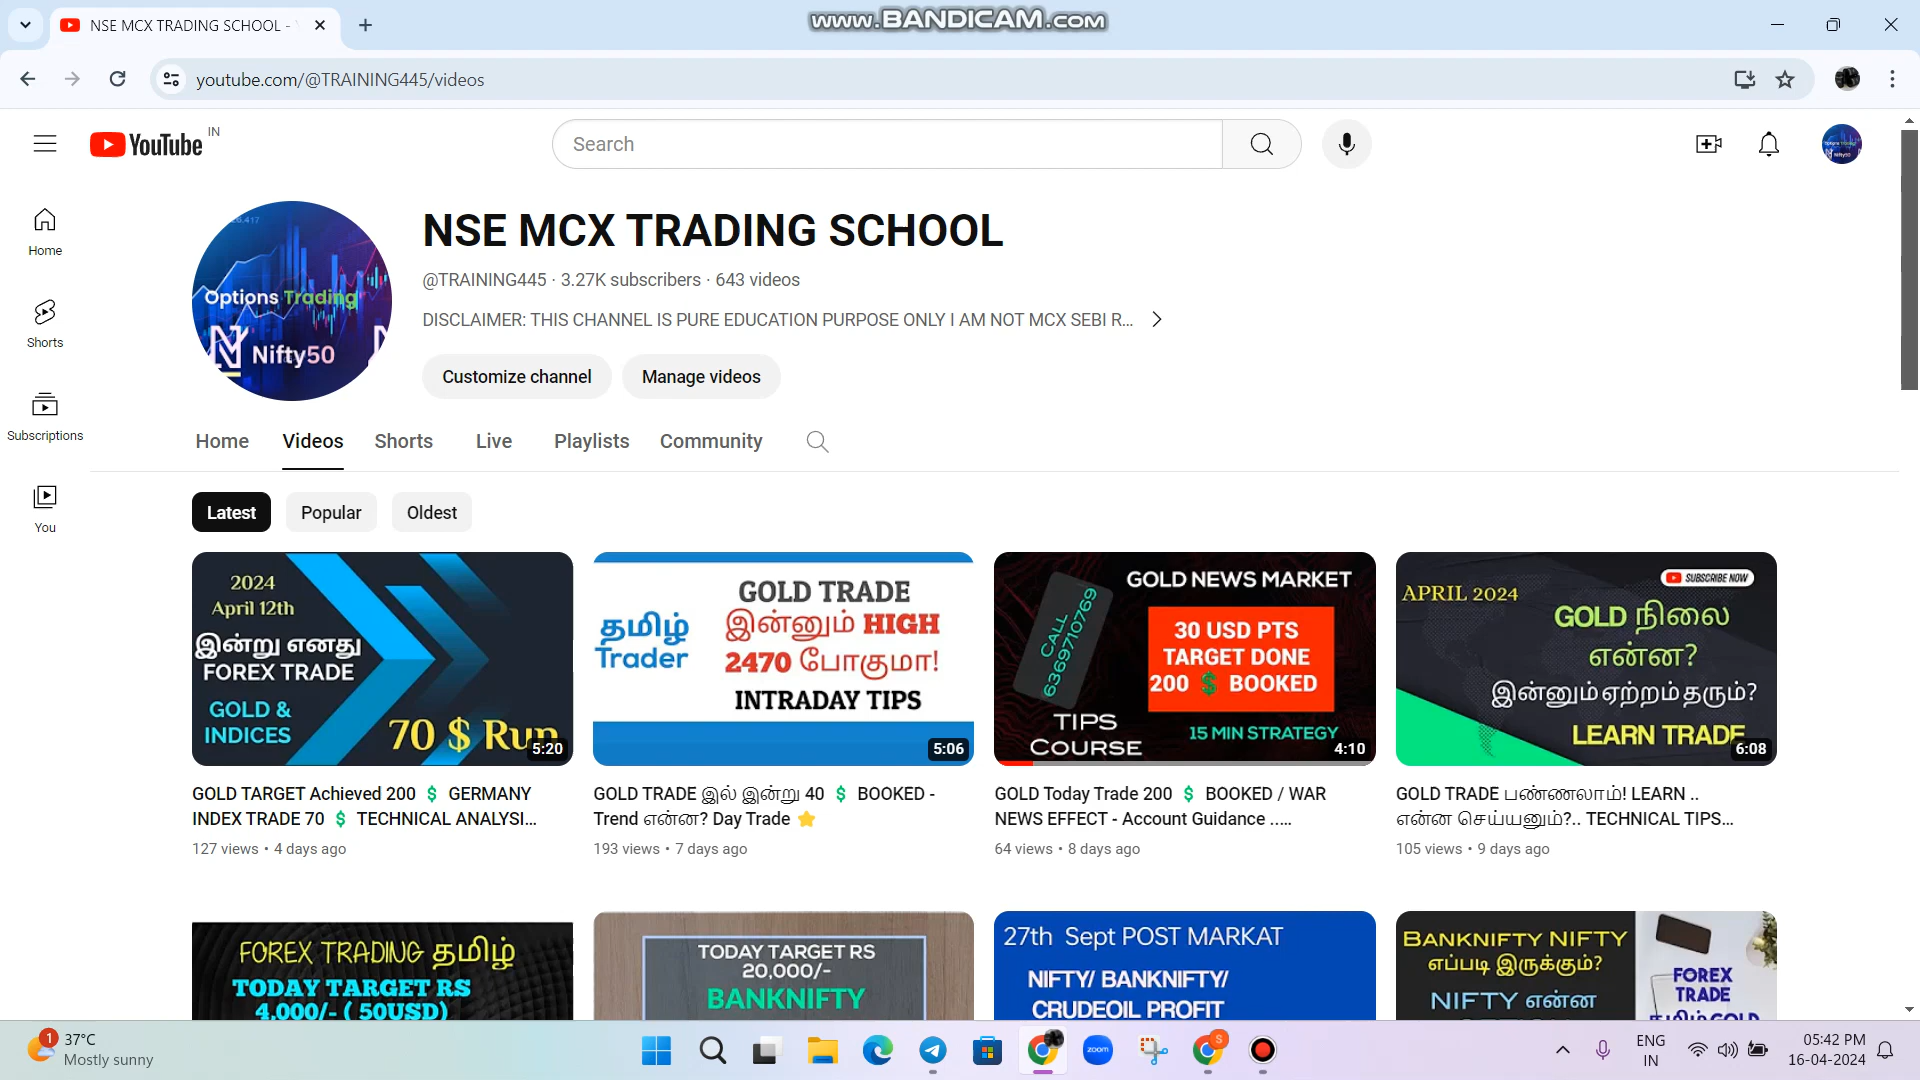 www.BANDICAM.com
NSE MCX TRADING SCHOOL -
youtube.com/@TRAINING445/videos
YouTube IN
Search
Home
Shorts
Subscriptions
You
Options Trading
Nifty50
NSE MCX TRADING SCHOOL
@TRAINING445 · 3.27K subscribers · 643 videos
DISCLAIMER: THIS CHANNEL IS PURE EDUCATION PURPOSE ONLY I AM NOT MCX SEBI R...
Customize channel
Manage videos
Home Videos Shorts Live Playlists Community
Latest Popular Oldest
2024
April 12th
இன்று எனது
FOREX TRADE
GOLD &
INDICES
70 $ Run
5:20
GOLD TRADE
தமிழ்
Trader
இன்னும் HIGH
2470 போகுமா!
INTRADAY TIPS
5:06
GOLD NEWS MARKET
CALL
6369710769
30 USD PTS
TARGET DONE
200 $ BOOKED
TIPS
COURSE
15 MIN STRATEGY
4:10
SUBSCRIBE NOW
APRIL 2024
GOLD நிலை
என்ன?
இன்னும் ஏற்றம் தரும்?
LEARN TRADE
6:08
GOLD TARGET Achieved 200 💲 GERMANY
INDEX TRADE 70 💲 TECHNICAL ANALYSI...
127 views • 4 days ago
GOLD TRADE இல் இன்று 40 💲 BOOKED -
Trend என்ன? Day Trade ⭐
193 views • 7 days ago
GOLD Today Trade 200 💲 BOOKED / WAR
NEWS EFFECT - Account Guidance .....
64 views • 8 days ago
GOLD TRADE பண்ணலாம்! LEARN ..
என்ன செய்யனும்?.. TECHNICAL TIPS...
105 views • 9 days ago
FOREX TRADING தமிழ்
TODAY TARGET RS
4,000/- ( 50USD)
TODAY TARGET RS
20,000/-
BANKNIFTY
27th Sept POST MARKAT
NIFTY/ BANKNIFTY/
CRUDEOIL PROFIT
BANKNIFTY NIFTY
எப்படி இருக்கும்?
NIFTY என்ன
FOREX
TRADE
தமிழ் GOLD
1
37°C
Mostly sunny
zoom
S
ENG
IN
05:42 PM
16-04-2024